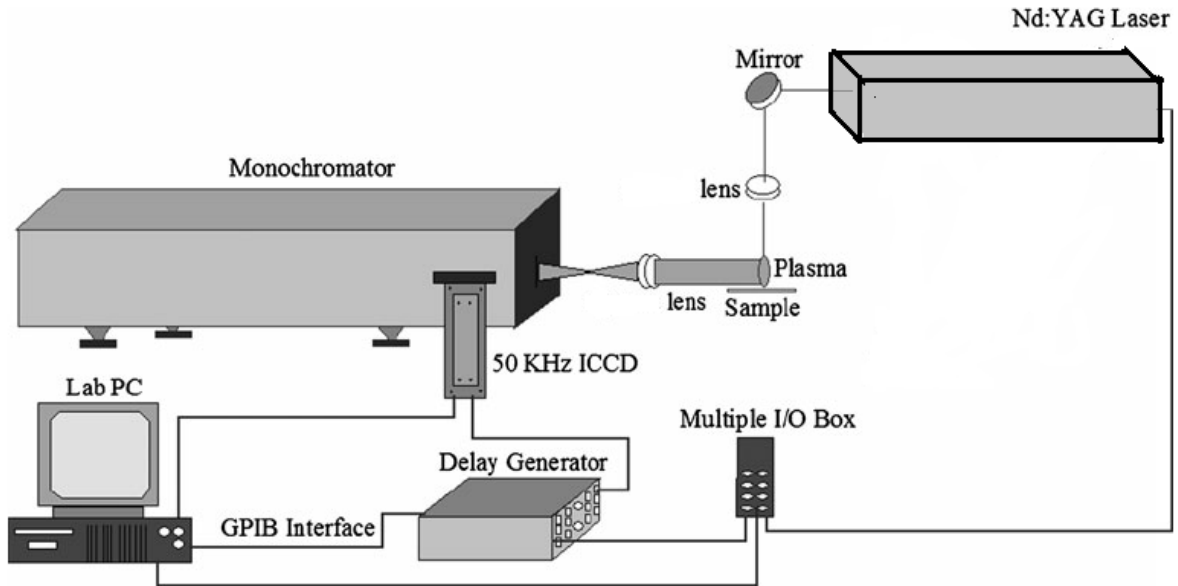 Nd:YAG Laser
Mirror
Monochromator
lens
Plasma
lens
Sample
50 KHz ICCD
Lab PC
Multiple I/O Box
Delay Generator
GPIB Interface